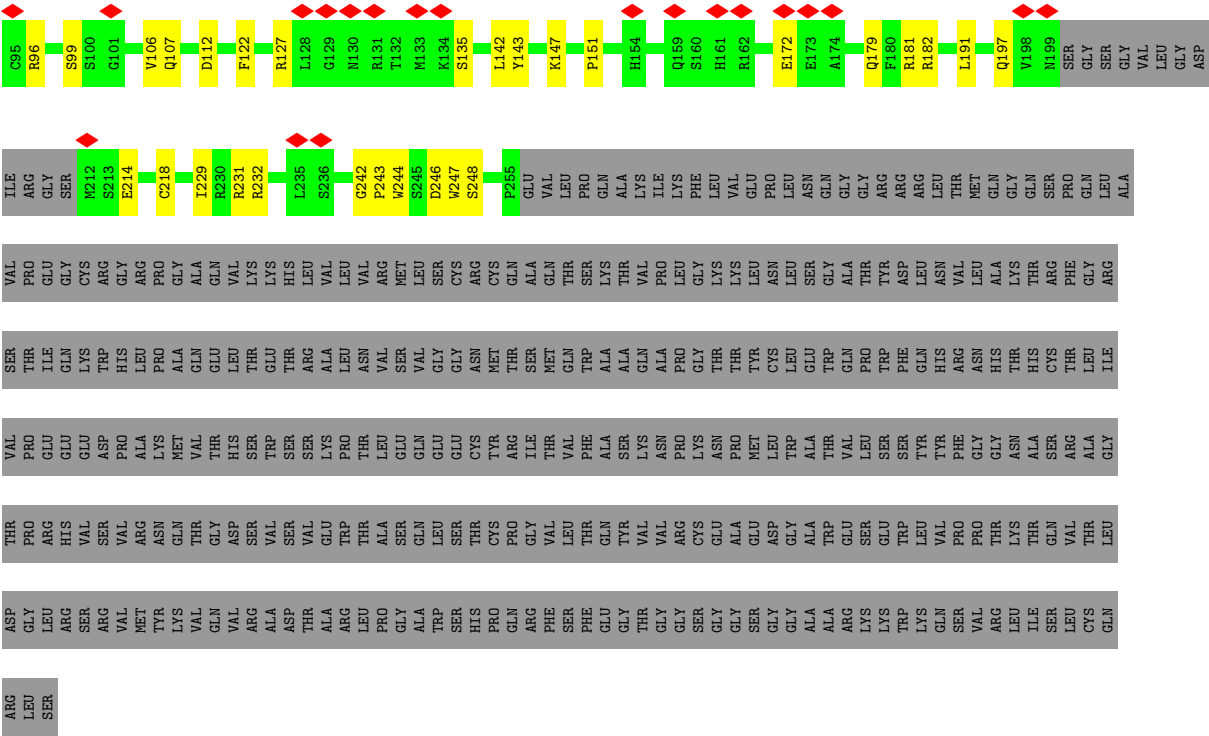 C95 R96 S99 S100 G101 V106 Q107 D112 F122 R127 L128 G129 N130 R131 T132 M133 K134 S135 L142 Y143 K147 P151 H154 Q159 S160 H161 R162 E172 E173 A174 Q179 F180 R181 R182 L191 Q197 V198 N199 SER GLY SER GLY VAL LEU GLY ASP
ILE ARG GLY SER M212 S213 E214 C218 I229 R230 R231 R232 L235 S236 G242 P243 W244 S245 D246 W247 S248 P255 GLU VAL LEU PRO GLN ALA LYS ILE LYS PHE LEU VAL GLU PRO LEU ASN GLN GLY GLY ARG ARG ARG LEU THR MET GLN GLY GLN SER PRO GLN LEU ALA
VAL PRO GLU GLY CYS ARG GLY ARG PRO GLY ALA GLN VAL LYS LYS HIS LEU VAL LEU VAL ARG MET LEU SER CYS ARG CYS GLN ALA GLN THR SER LYS THR VAL PRO LEU GLY LYS LYS LEU ASN LEU SER GLY ALA THR TYR ASP LEU ASN VAL LEU ALA LYS THR ARG PHE GLY ARG
SER THR ILE GLN LYS TRP HIS LEU PRO ALA GLN GLU LEU THR GLU THR ARG ALA LEU ASN VAL SER VAL GLY GLY ASN MET THR SER MET GLN TRP ALA ALA GLN ALA PRO GLY THR THR TYR CYS LEU GLU TRP GLN PRO TRP PHE GLN HIS ARG ASN HIS THR HIS CYS THR LEU ILE
VAL PRO GLU GLU GLU ASP PRO ALA LYS MET VAL THR HIS SER TRP SER SER LYS PRO THR LEU GLU GLN GLU GLU CYS TYR ARG ILE THR VAL PHE ALA SER LYS ASN PRO LYS ASN PRO MET LEU TRP ALA THR VAL LEU SER SER TYR TYR PHE GLY GLY ASN ALA SER ARG ALA GLY
THR PRO ARG HIS VAL SER VAL ARG ASN GLN THR GLY ASP SER VAL SER VAL GLU TRP THR ALA SER GLN LEU SER THR CYS PRO GLY VAL LEU THR GLN TYR VAL VAL ARG CYS GLU ALA GLU ASP GLY ALA TRP GLU SER GLU TRP LEU VAL PRO PRO THR LYS THR GLN VAL THR LEU
ASP GLY LEU ARG SER ARG VAL MET TYR LYS VAL GLN VAL ARG ALA ASP THR ALA ARG LEU PRO GLY ALA TRP SER HIS PRO GLN ARG PHE SER PHE GLU GLY THR GLY GLY SER GLY GLY SER GLY GLY ALA ALA ARG LYS LYS TRP LYS GLN SER VAL ARG LEU ILE SER LEU CYS GLN
ARG LEU SER